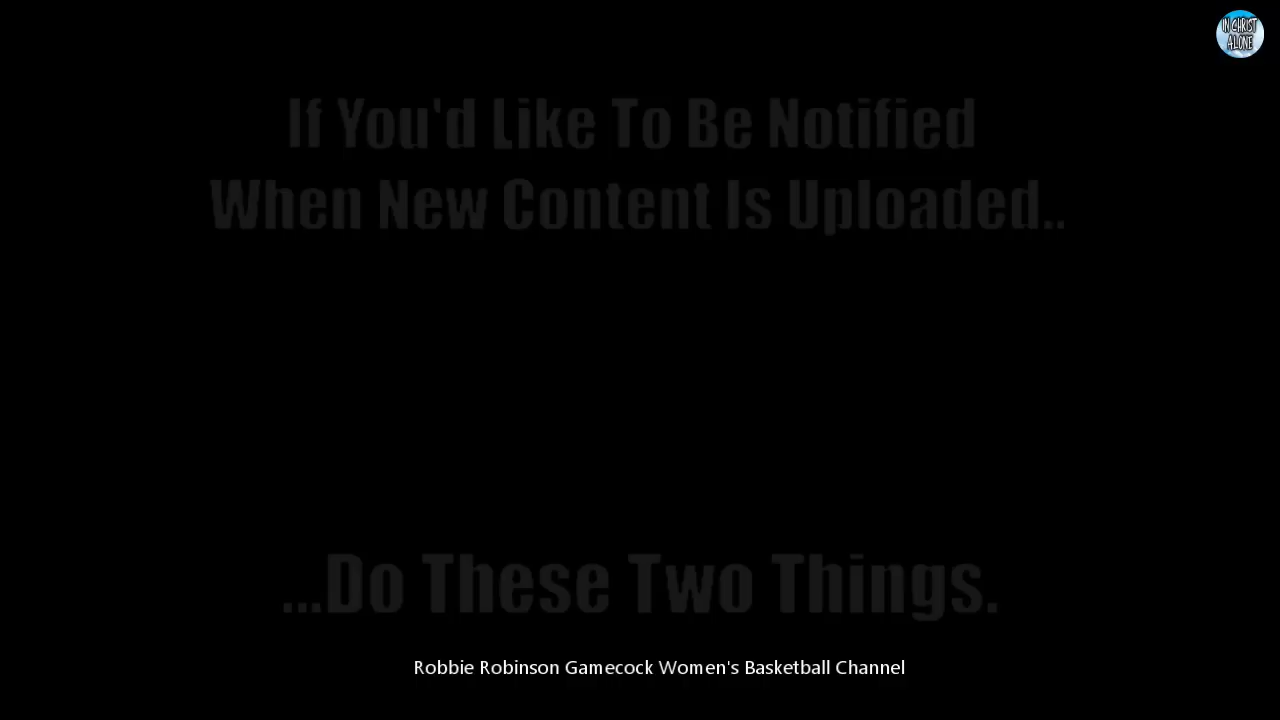 IN CHRIST
ALONE
If You'd Like To Be Notified
When New Content Is Uploaded..
...Do These Two Things.
Robbie Robinson Gamecock Women's Basketball Channel